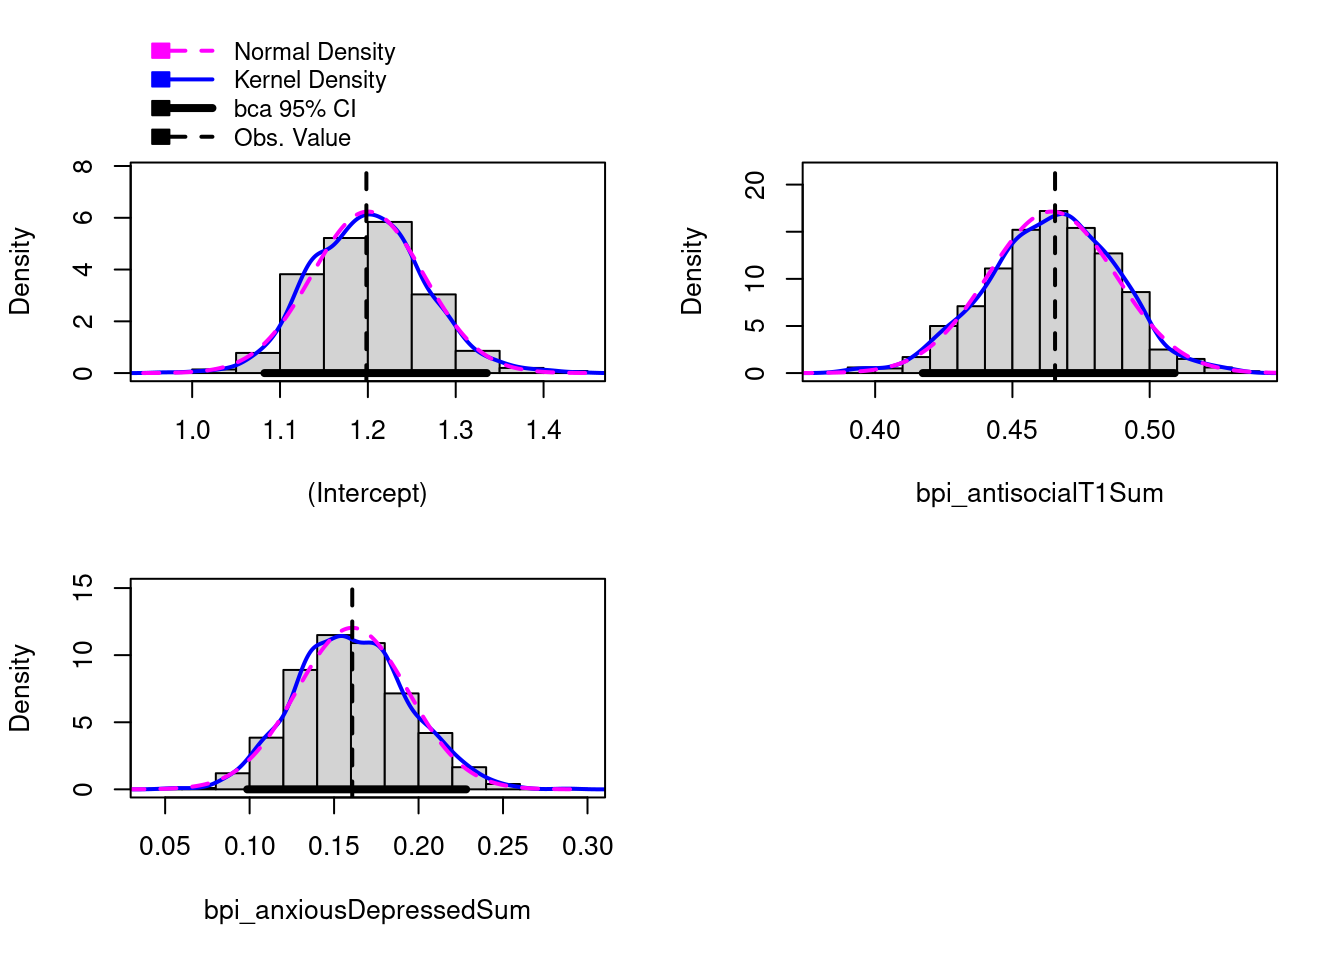 Normal Density
Kernel Density
bca 95% CI
Obs. Value
Density
0 2 4 6 8
1.0 1.1 1.2 1.3 1.4
(Intercept)
Density
0 5 10 20
0.40 0.45 0.50
bpi_antisocialT1Sum
Density
0 5 10 15
0.05 0.10 0.15 0.20 0.25 0.30
bpi_anxiousDepressedSum